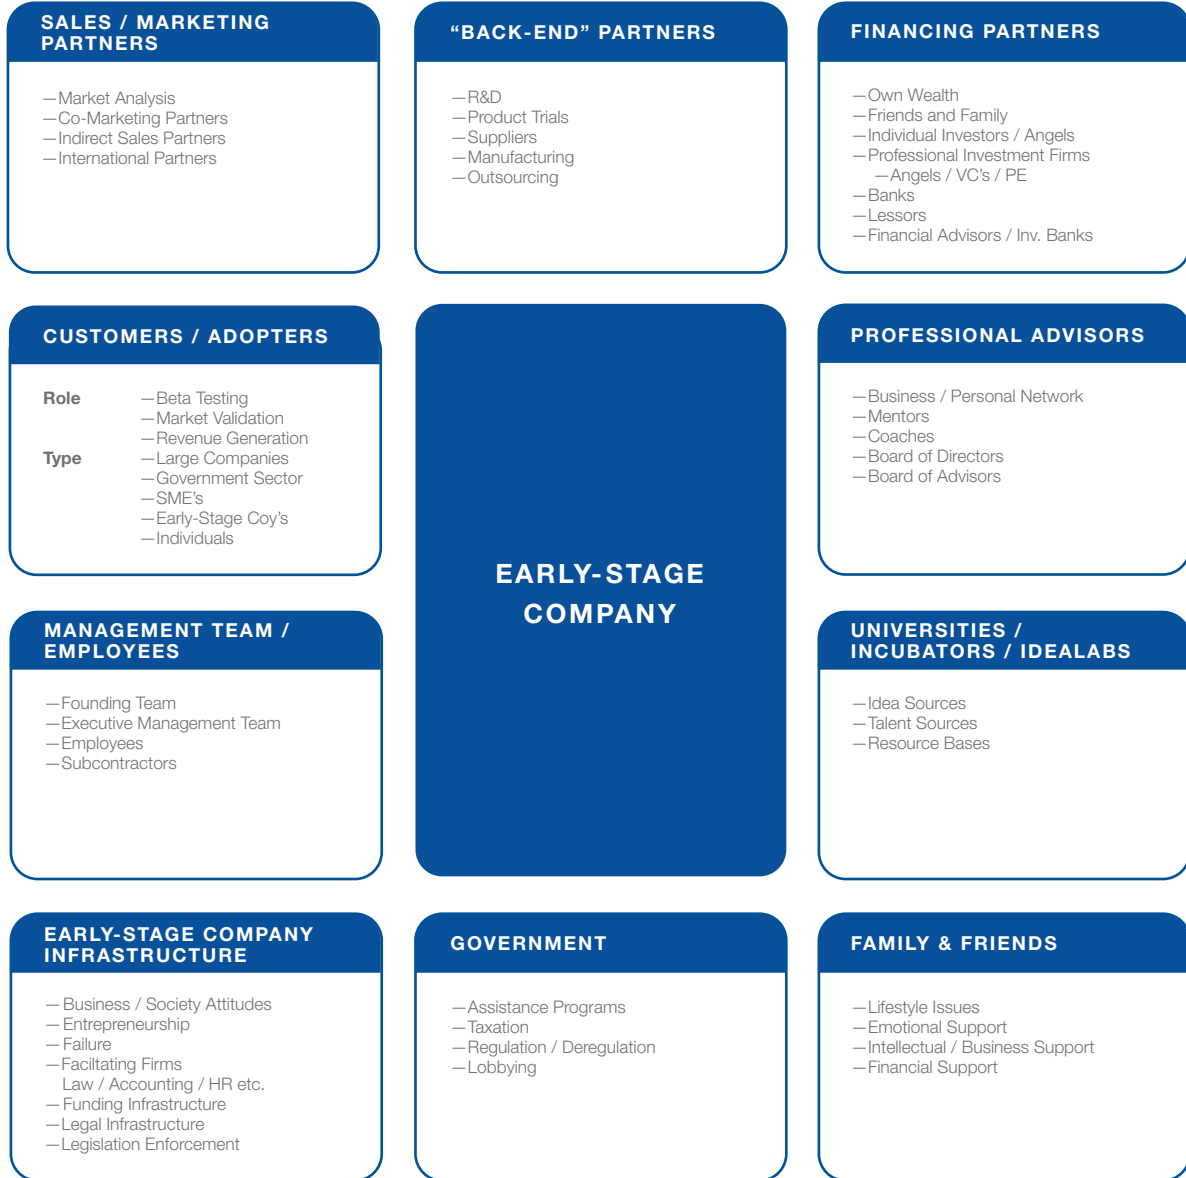 SALES / MARKETING
PARTNERS
—Market Analysis
—Co-Marketing Partners
—Indirect Sales Partners
—International Partners
“BACK-END” PARTNERS
—R&D
—Product Trials
—Suppliers
—Manufacturing
—Outsourcing
FINANCING PARTNERS
—Own Wealth
—Friends and Family
—Individual Investors / Angels
—Professional Investment Firms
—Angels / VC’s / PE
—Banks
—Lessors
—Financial Advisors / Inv. Banks
CUSTOMERS / ADOPTERS
Role —Beta Testing
—Market Validation
—Revenue Generation
Type —Large Companies
—Government Sector
—SME’s
—Early-Stage Coy’s
—Individuals
EARLY-STAGE
COMPANY
PROFESSIONAL ADVISORS
—Business / Personal Network
—Mentors
—Coaches
—Board of Directors
—Board of Advisors
MANAGEMENT TEAM /
EMPLOYEES
—Founding Team
—Executive Management Team
—Employees
—Subcontractors
UNIVERSITIES /
INCUBATORS / IDEALABS
—Idea Sources
—Talent Sources
—Resource Bases
EARLY-STAGE COMPANY
INFRASTRUCTURE
— Business / Society Attitudes
— Entrepreneurship
— Failure
—Faciltating Firms
Law / Accounting / HR etc.
— Funding Infrastructure
—Legal Infrastructure
—Legislation Enforcement
GOVERNMENT
—Assistance Programs
—Taxation
—Regulation / Deregulation
—Lobbying
FAMILY & FRIENDS
—Lifestyle Issues
—Emotional Support
—Intellectual / Business Support
—Financial Support